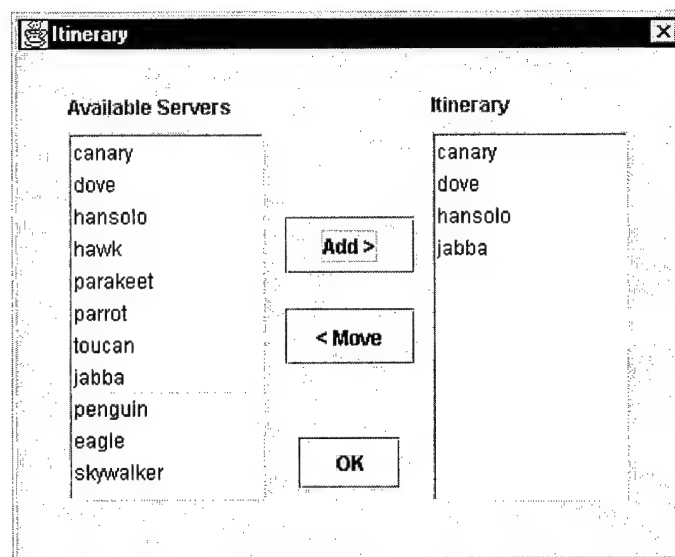 Itinerary
Available Servers
canary
dove
hansolo
hawk
parakeet
parrot
toucan
jabba
penguin
eagle
skywalker
Add >
< Move
OK
Itinerary
canary
dove
hansolo
jabba